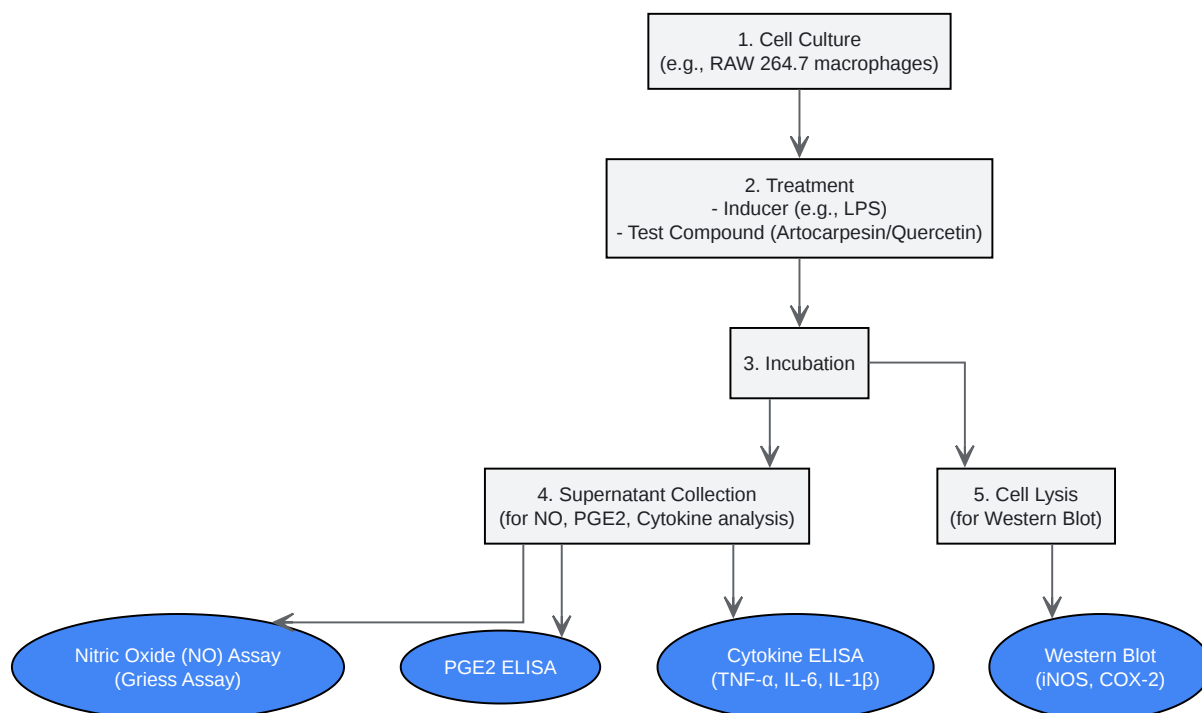 1. Cell Culture
(e.g., RAW 264.7 macrophages)
2. Treatment
- Inducer (e.g., LPS)
- Test Compound (Artocarpesin/Quercetin)
3. Incubation
4. Supernatant Collection
(for NO, PGE2, Cytokine analysis)
5. Cell Lysis
(for Western Blot)
Nitric Oxide (NO) Assay
(Griess Assay)
PGE2 ELISA
Cytokine ELISA
(TNF-α, IL-6, IL-1β)
Western Blot
(iNOS, COX-2)